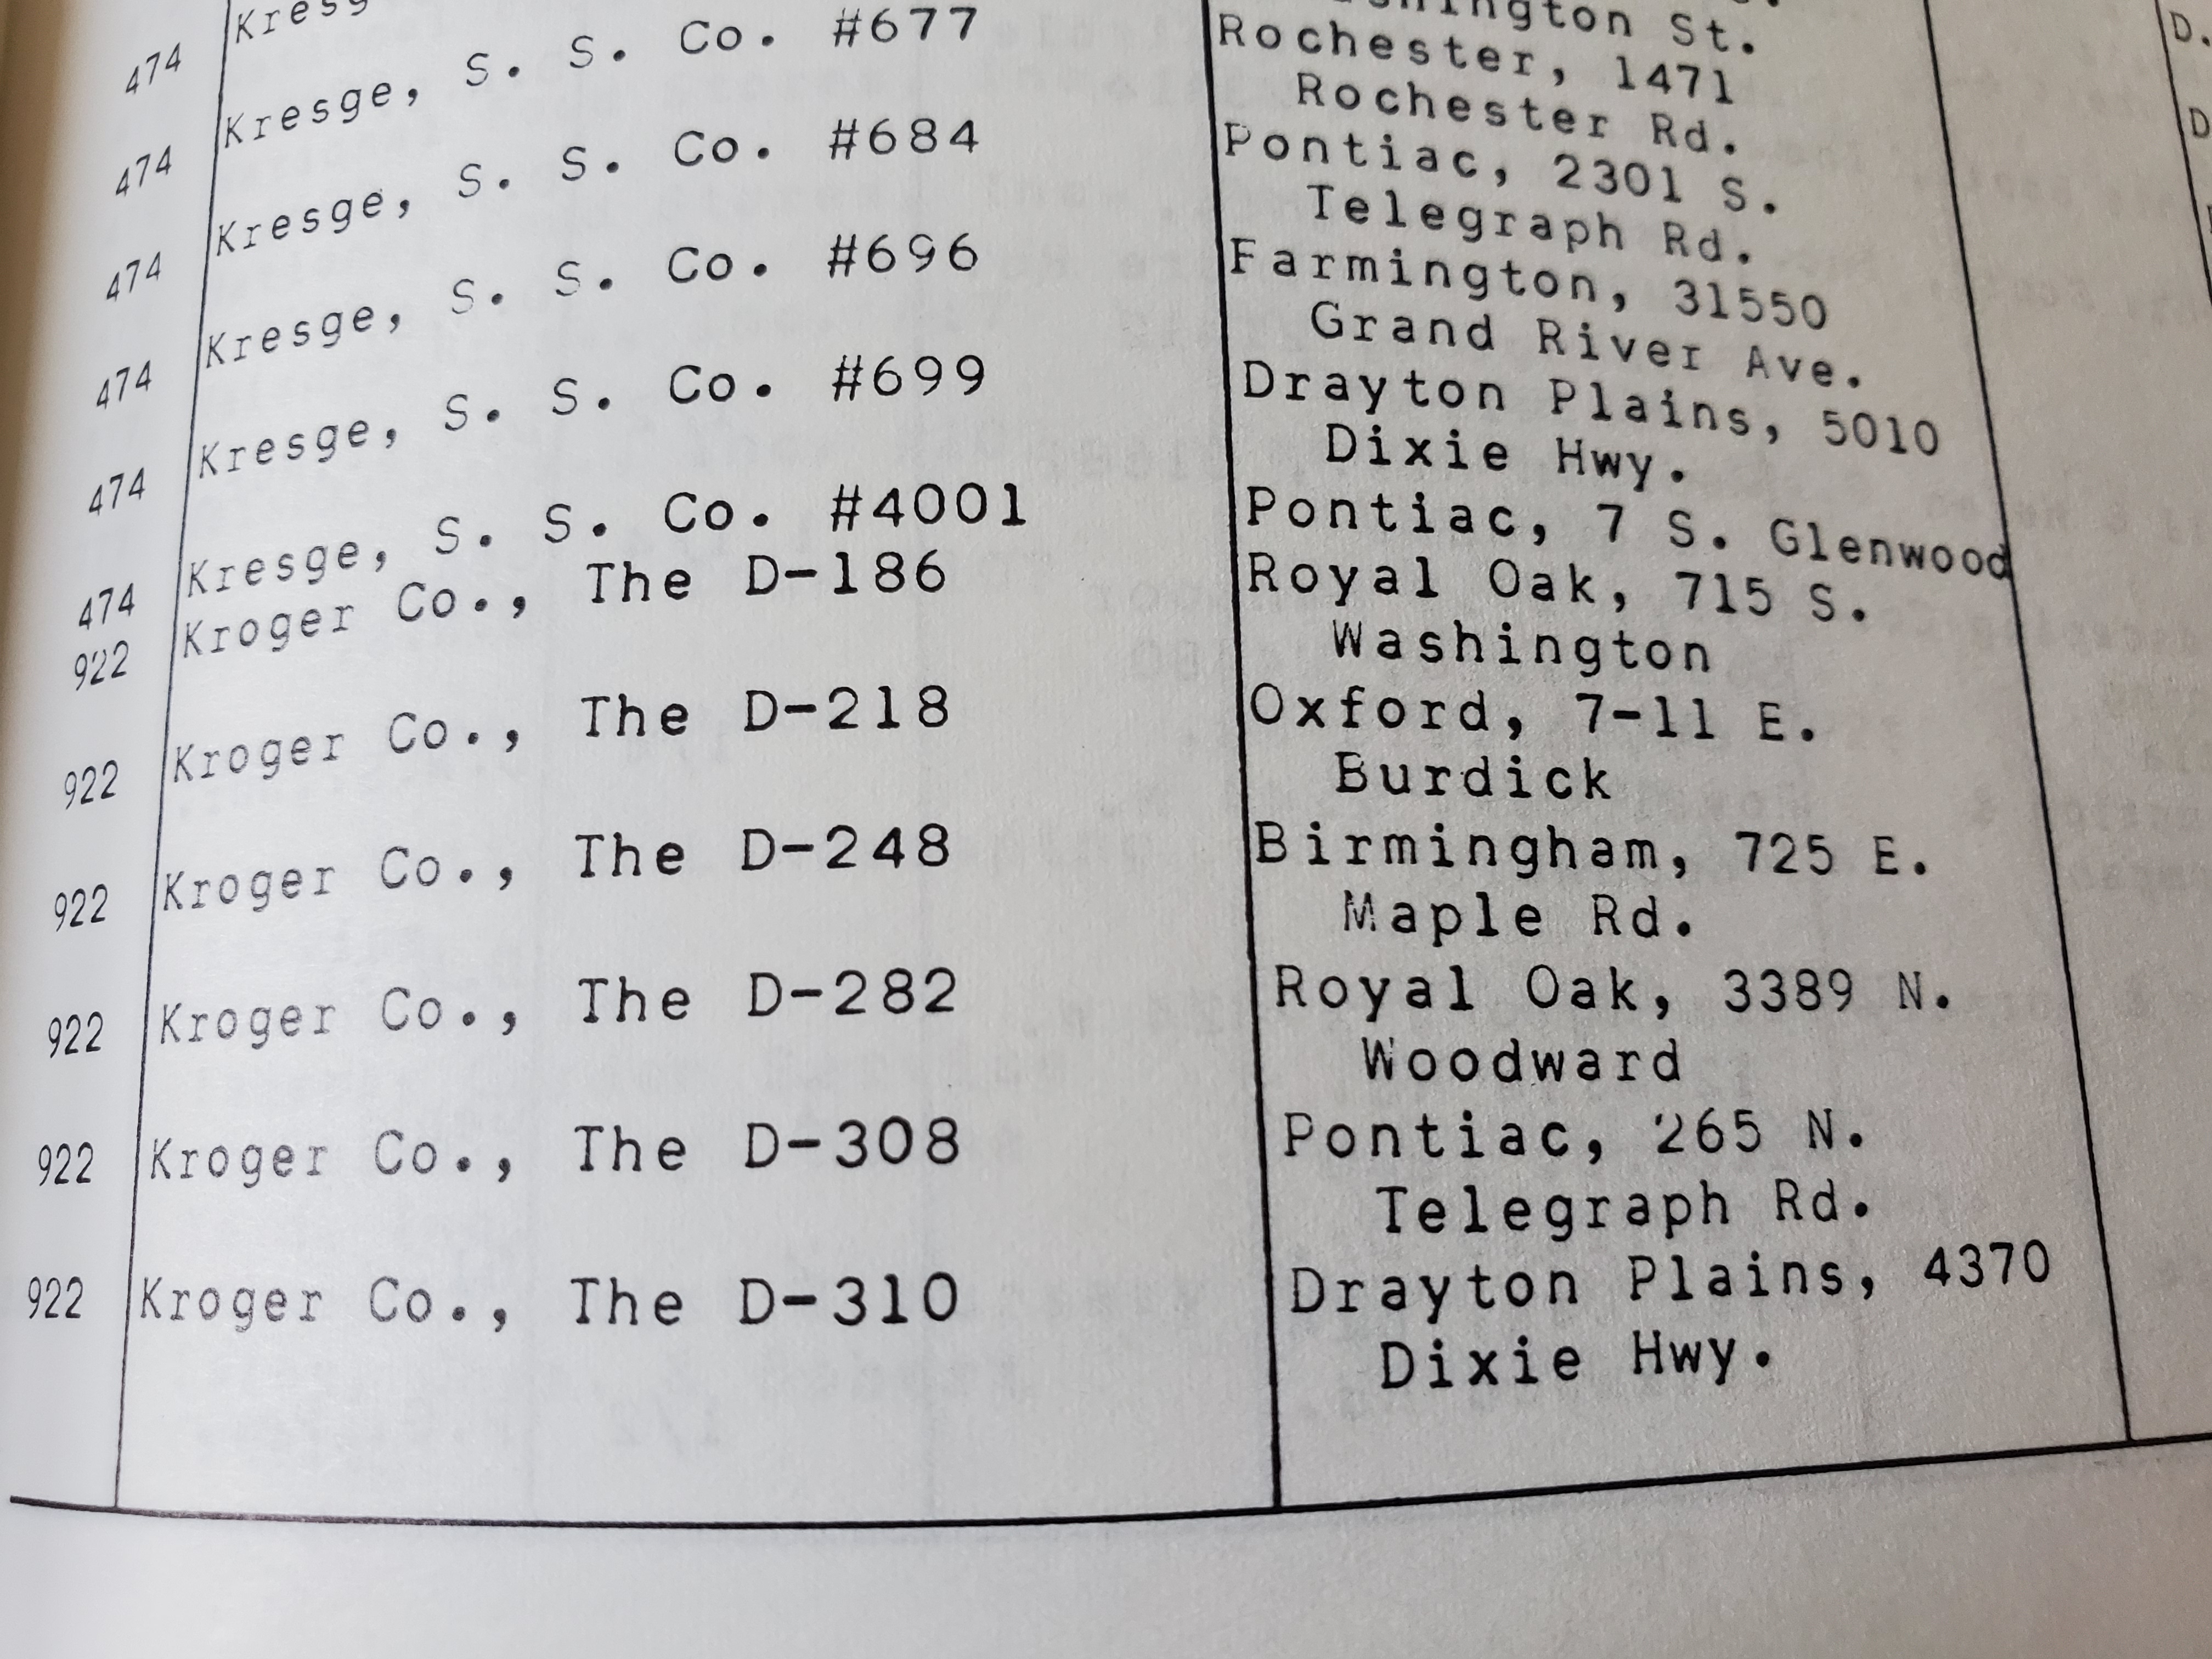 474
Kresge, S. S. Co. #677 Rochester, 1471
St.
474 Rochester Rd.
Kresge, S. S. Co. #684 Pontiac, 2301 S.
474 Telegraph Rd.
Kresge, S. S. Co. #696 Farmington, 31550
474 Grand River Ave.
Kresge, S. S. Co. #699 Drayton Plains, 5010
474 Dixie Hwy.
474 Kresge, S. S. Co. #4001 Pontiac, 7 S. Glenwood
922 Kroger Co., The D-186 Royal Oak, 715 S.
Washington
922 Kroger Co., The D-218 Oxford, 7-11 E.
Burdick
922 Kroger Co., The D-248 Birmingham, 725 E.
Maple Rd.
922 Kroger Co., The D-282 Royal Oak, 3389 N.
Woodward
922 Kroger Co., The D-308 Pontiac, 265 N.
Telegraph Rd.
922 Kroger Co., The D-310 Drayton Plains, 4370
Dixie Hwy.